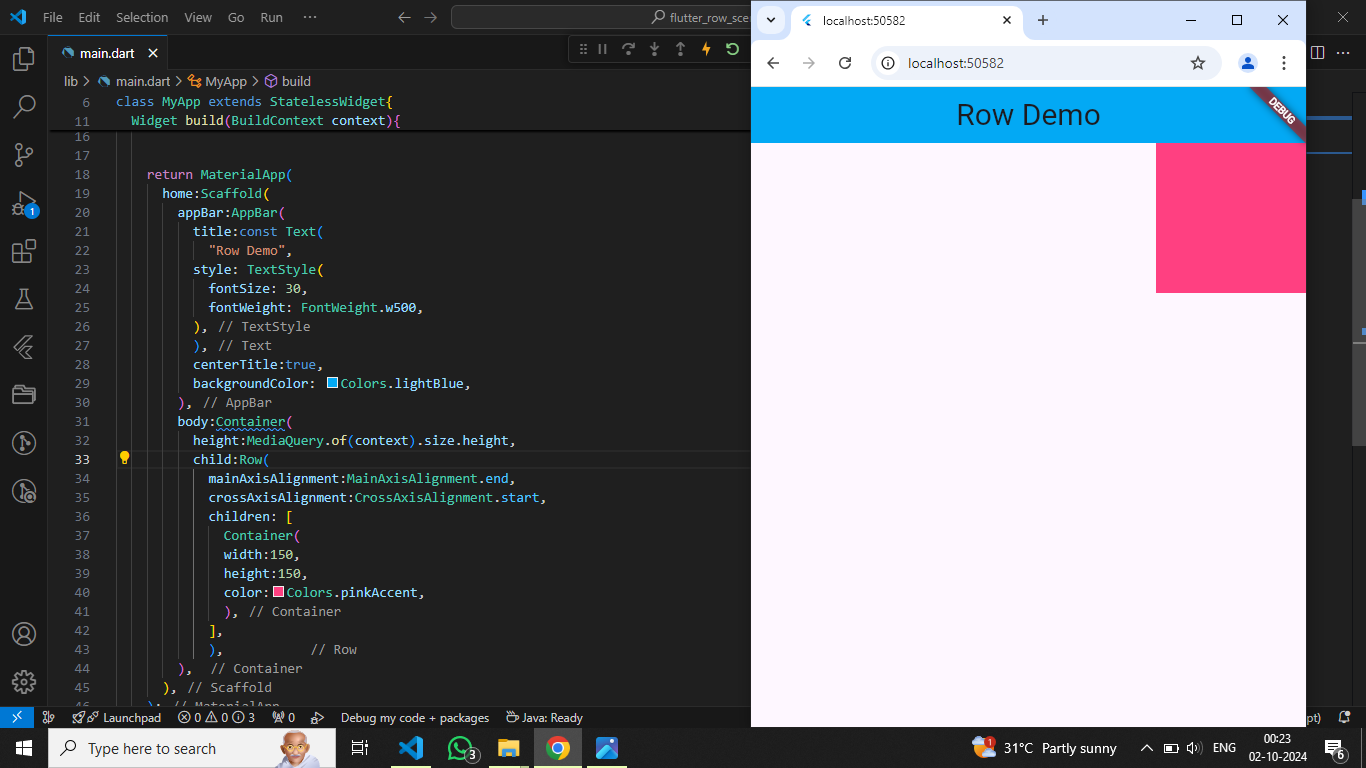 File Edit Selection View Go Run ··· flutter_row_sce
main.dart
lib > main.dart > MyApp > build
6 class MyApp extends StatelessWidget{
11 Widget build(BuildContext context){
16
17
18 return MaterialApp(
19 home:Scaffold(
20 appBar:AppBar(
21 title:const Text(
22 "Row Demo",
23 style: TextStyle(
24 fontSize: 30,
25 fontWeight: FontWeight.w500,
26 ), // TextStyle
27 ), // Text
28 centerTitle:true,
29 backgroundColor: Colors.lightBlue,
30 ), // AppBar
31 body:Container(
32 height:MediaQuery.of(context).size.height,
33 child:Row(
34 mainAxisAlignment:MainAxisAlignment.end,
35 crossAxisAlignment:CrossAxisAlignment.start,
36 children: [
37 Container(
38 width:150,
39 height:150,
40 color: Colors.pinkAccent,
41 ), // Container
42 ],
43 ), // Row
44 ), // Container
45 ), // Scaffold
46 ); // MaterialApp
1
Launchpad 0 0 3 0 Debug my code + packages Java: Ready
pt)
localhost:50582
localhost:50582
Row Demo
DEBUG
Type here to search
3
1
31°C Partly sunny
ENG
00:23
02-10-2024
6